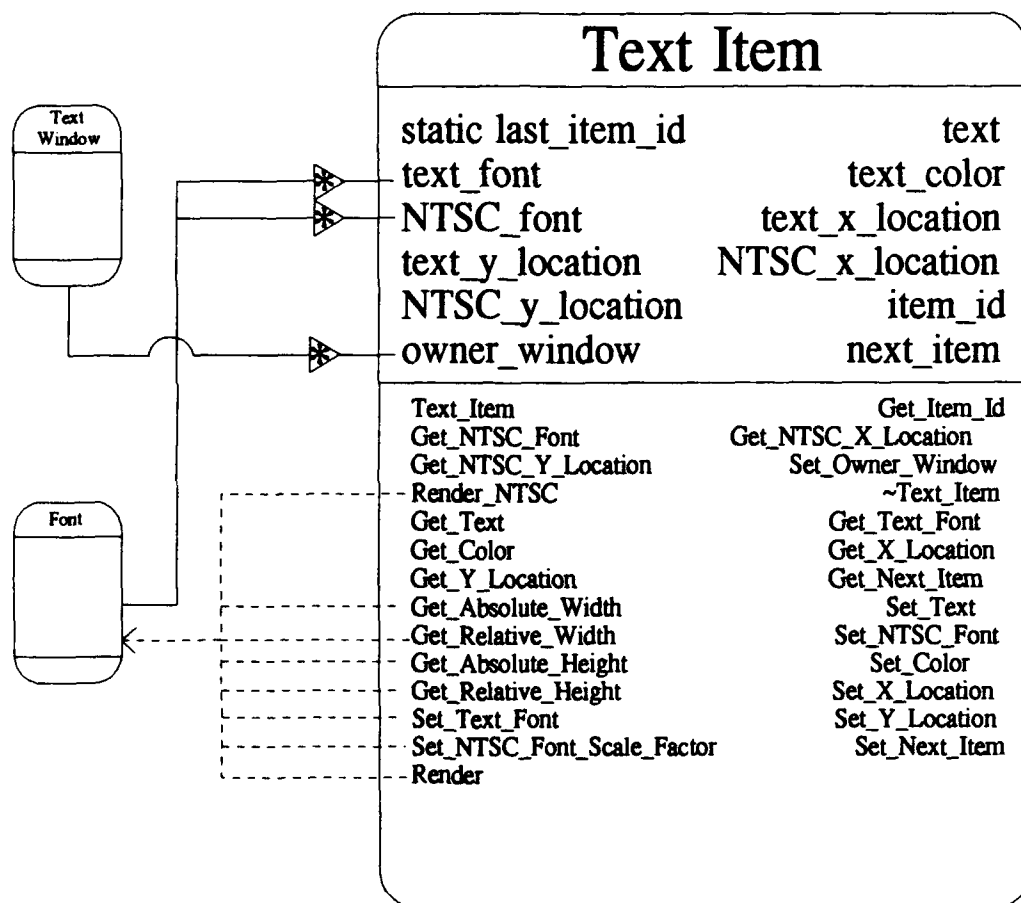 Text Item
Text
Window
static last_item_id text
text_font text_color
NTSC_font text_x_location
text_y_location NTSC_x_location
NTSC_y_location item_id
owner_window next_item
Text_Item Get_Item_Id
Get_NTSC_Font Get_NTSC_X_Location
Get_NTSC_Y_Location Set_Owner_Window
Render_NTSC ~Text_Item
Font
Get_Text Get_Text_Font
Get_Color Get_X_Location
Get_Y_Location Get_Next_Item
Get_Absolute_Width Set_Text
Get_Relative_Width Set_NTSC_Font
Get_Absolute_Height Set_Color
Get_Relative_Height Set_X_Location
Set_Text_Font Set_Y_Location
Set_NTSC_Font_Scale_Factor Set_Next_Item
Render